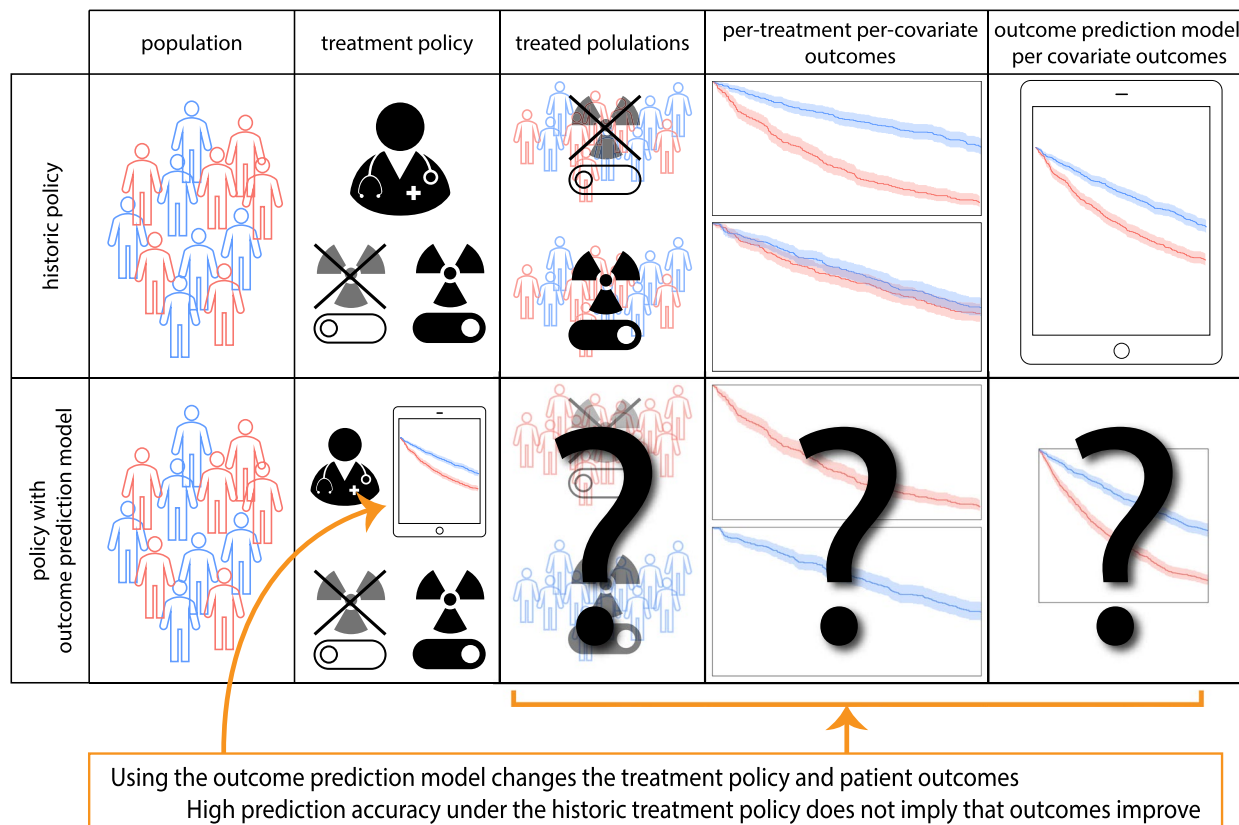 population
treatment policy
treated polulations
per-treatment per-covariate
outcomes
outcome prediction model
per covariate outcomes
historic policy
policy with
outcome prediction model
?
?
?
Using the outcome prediction model changes the treatment policy and patient outcomes
High prediction accuracy under the historic treatment policy does not imply that outcomes improve